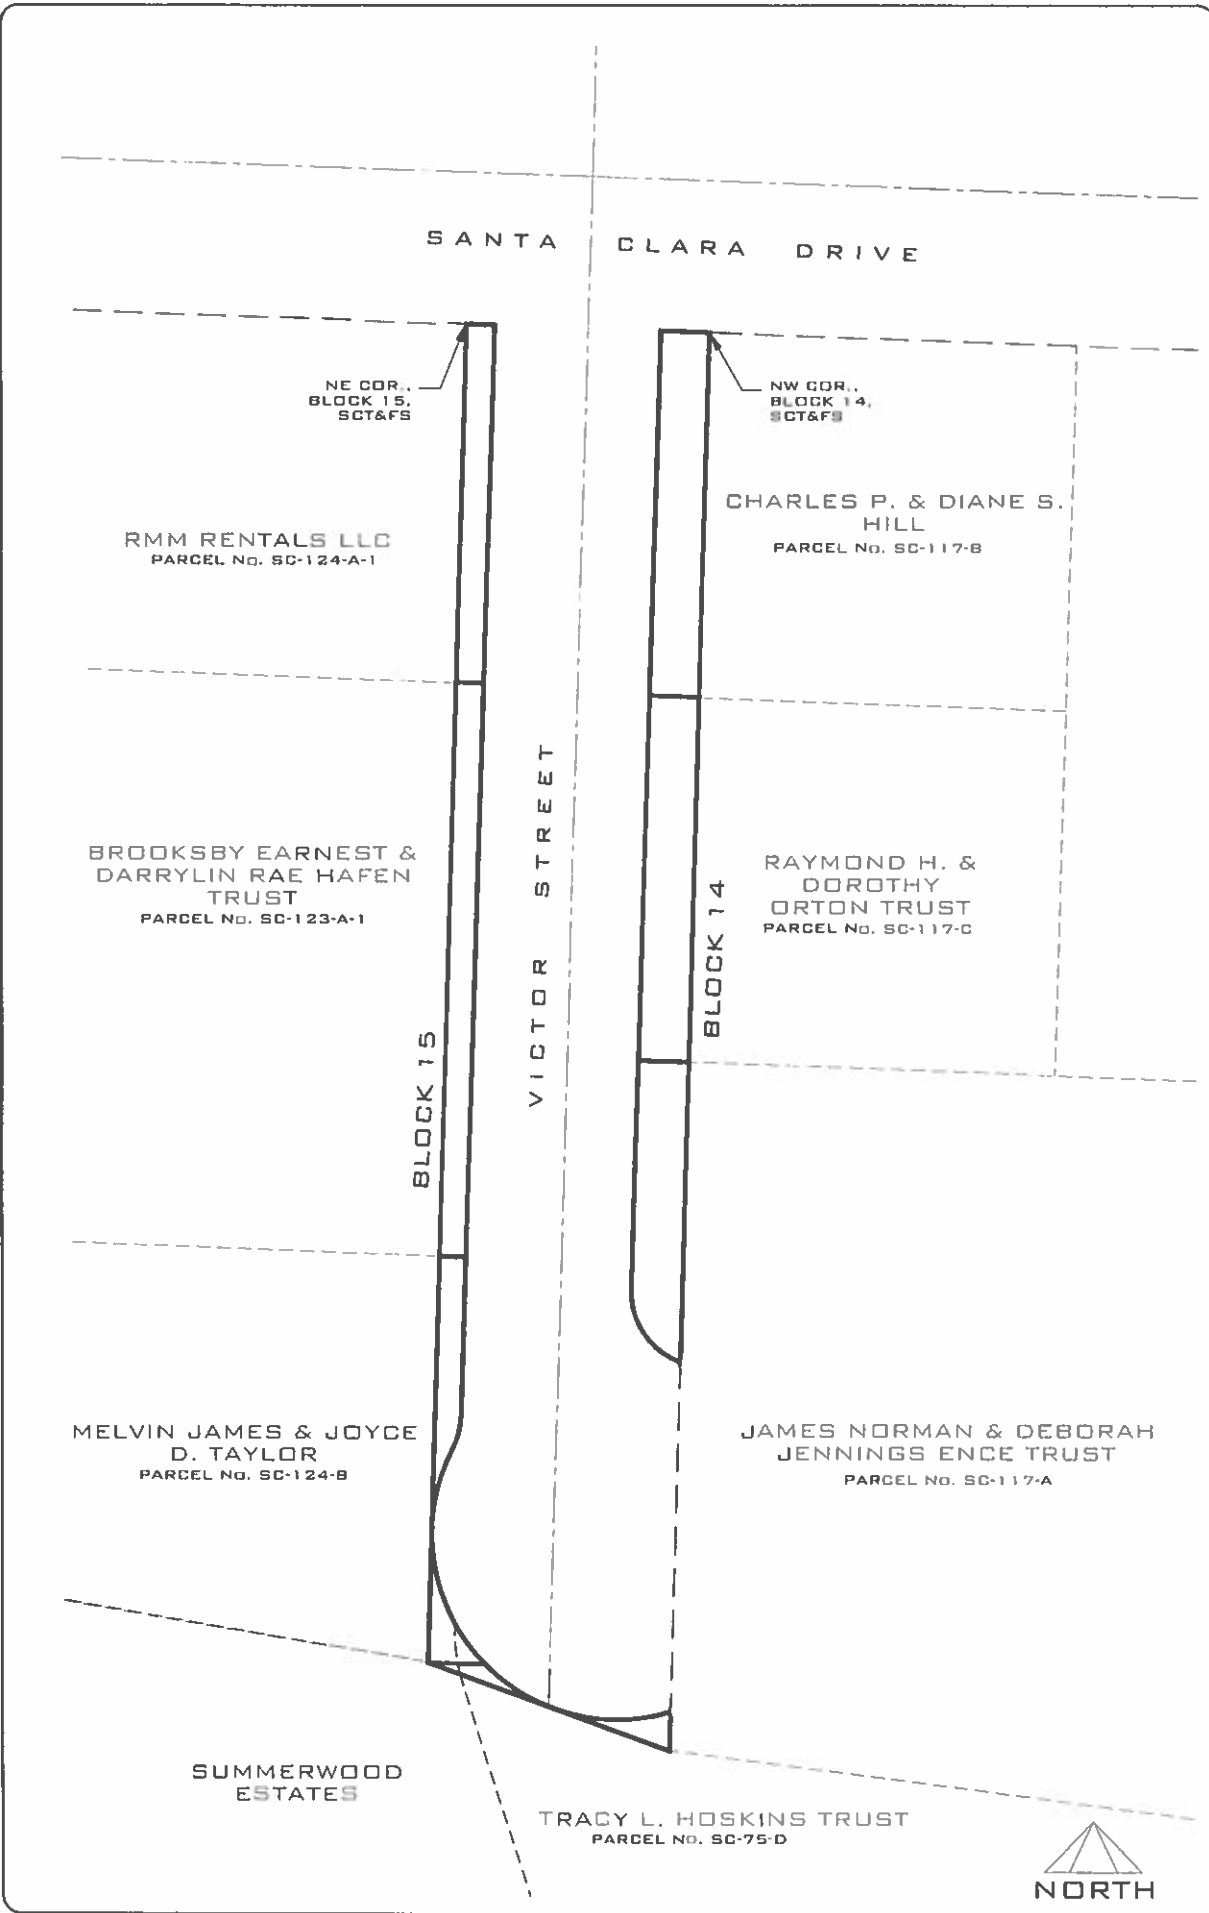 SANTA CLARA DRIVE
NE COR.,
BLOCK 15,
SCT&FS
NW COR.,
BLOCK 14,
SCT&FS
RMM RENTALS LLC
PARCEL No. SC-124-A-1
CHARLES P. & DIANE S.
HILL
PARCEL No. SC-117-B
BROOKSBY EARNEST &
DARRYLIN RAE HAFEN
TRUST
PARCEL No. SC-123-A-1
VICTOR STREET
RAYMOND H. &
DOROTHY
ORTON TRUST
PARCEL No. SC-117-C
BLOCK 14
BLOCK 15
MELVIN JAMES & JOYCE
D. TAYLOR
PARCEL No. SC-124-B
JAMES NORMAN & DEBORAH
JENNINGS ENCE TRUST
PARCEL No. SC-117-A
SUMMERWOOD
ESTATES
TRACY L. HOSKINS TRUST
PARCEL No. SC-75-D
NORTH